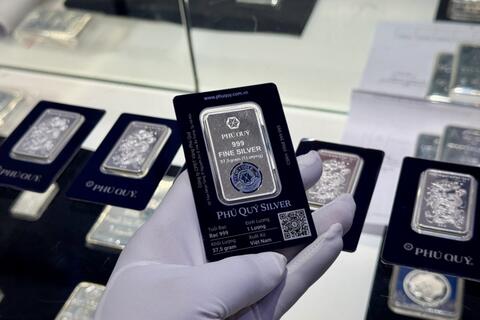 www.phuquy.com.vn
PHÚ QUÝ
999
FINE SILVER
37,5 gram (1 Lượng)
PHÚ QUÝ SILVER
Tuổi Bạc
Bạc 999
Định Lượng
1 Lượng
Khối Lượng
37,5 gram
Xuất Xứ
Việt Nam
PHÚ QUÝ
PHÚ QUÝ
PHÚ QUÝ